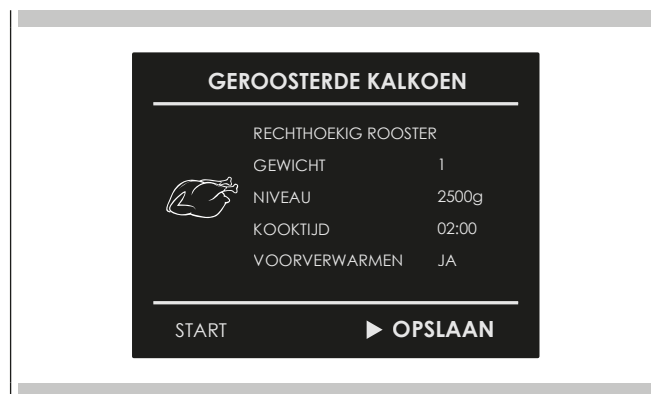 GEROOSTERDE KALKOEN
RECHTHOEKIG ROOSTER
GEWICHT 1
NIVEAU 2500g
KOOKTIJD 02:00
VOORVERWARMEN JA
START ▶ OPSLAAN